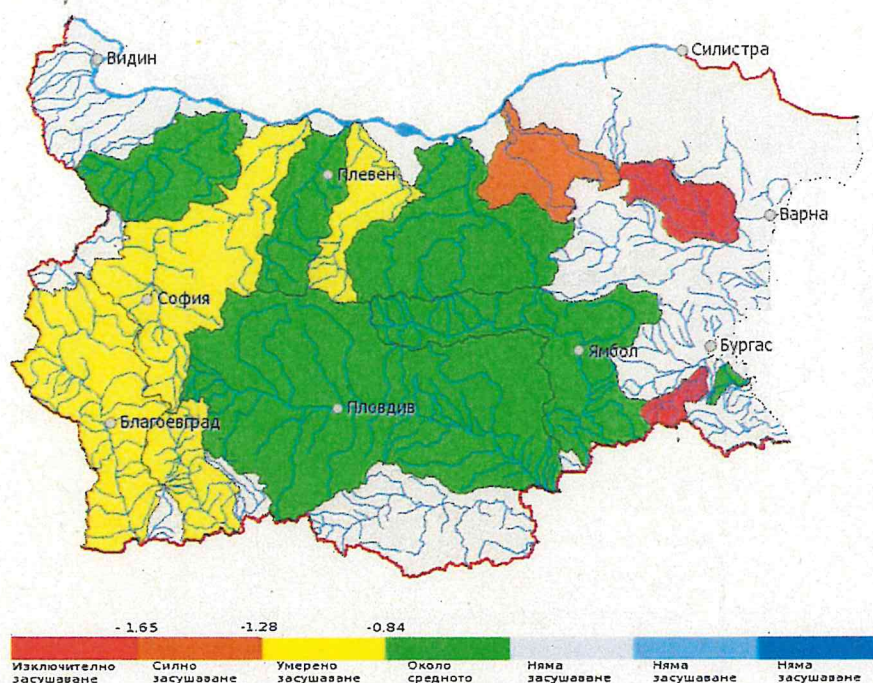 Видин
Силистра
Плевен
Варна
София
Ямбол
Бургас
Пловдив
Благоевград
- 1.65 -1.28 -0.84
Изключително Силно Умерено Около Няма Няма Няма
засушаване засушаване засушаване средното засушаване засушаване засушаване